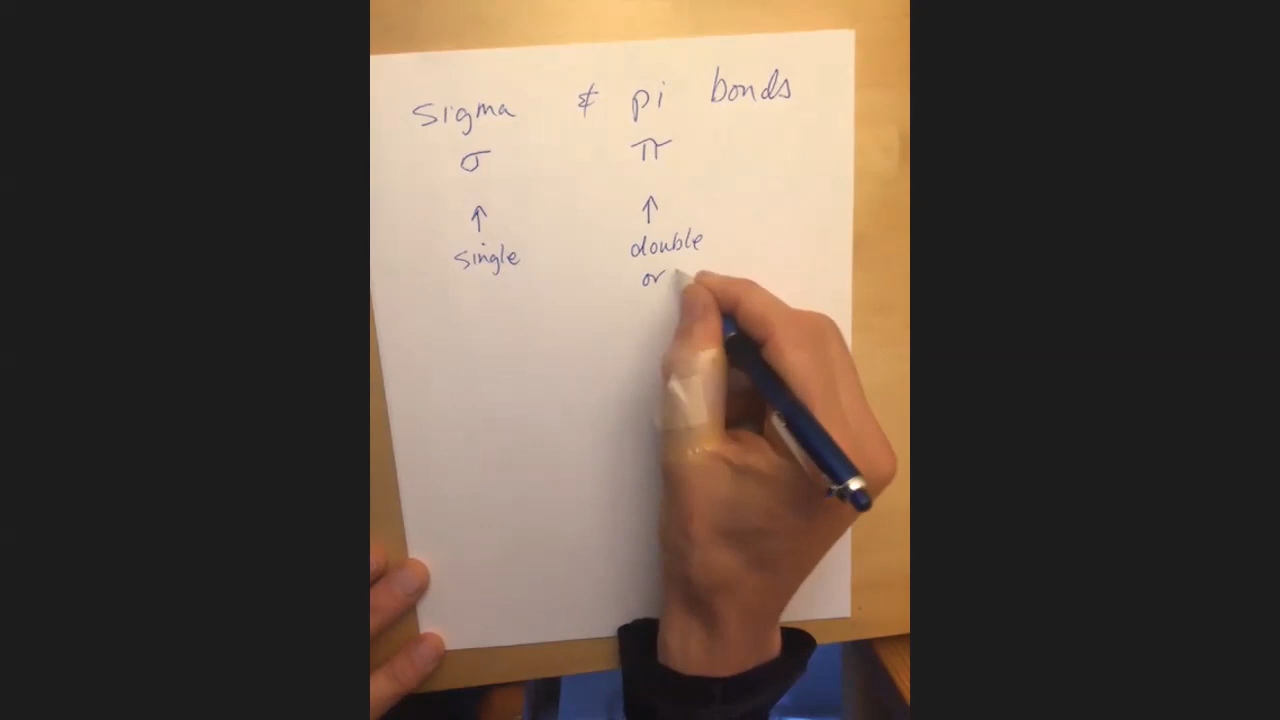 sigma & pi bonds
σ π
↑ ↑
single double
or